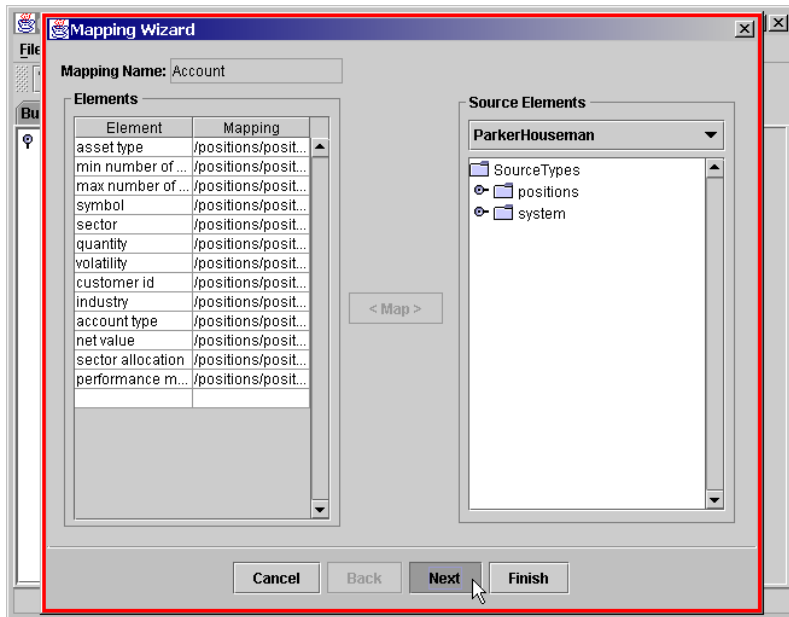 Mapping Wizard
File
Mapping Name: Account
Bu
Elements
Element Mapping
asset type /positions/posit...
min number of ... /positions/posit...
max number of ... /positions/posit...
symbol /positions/posit...
sector /positions/posit...
quantity /positions/posit...
volatility /positions/posit...
customer id /positions/posit...
industry /positions/posit...
account type /positions/posit...
net value /positions/posit...
sector allocation /positions/posit...
performance m... /positions/posit...
< Map >
Source Elements
ParkerHouseman
SourceTypes
positions
system
Cancel Back Next Finish